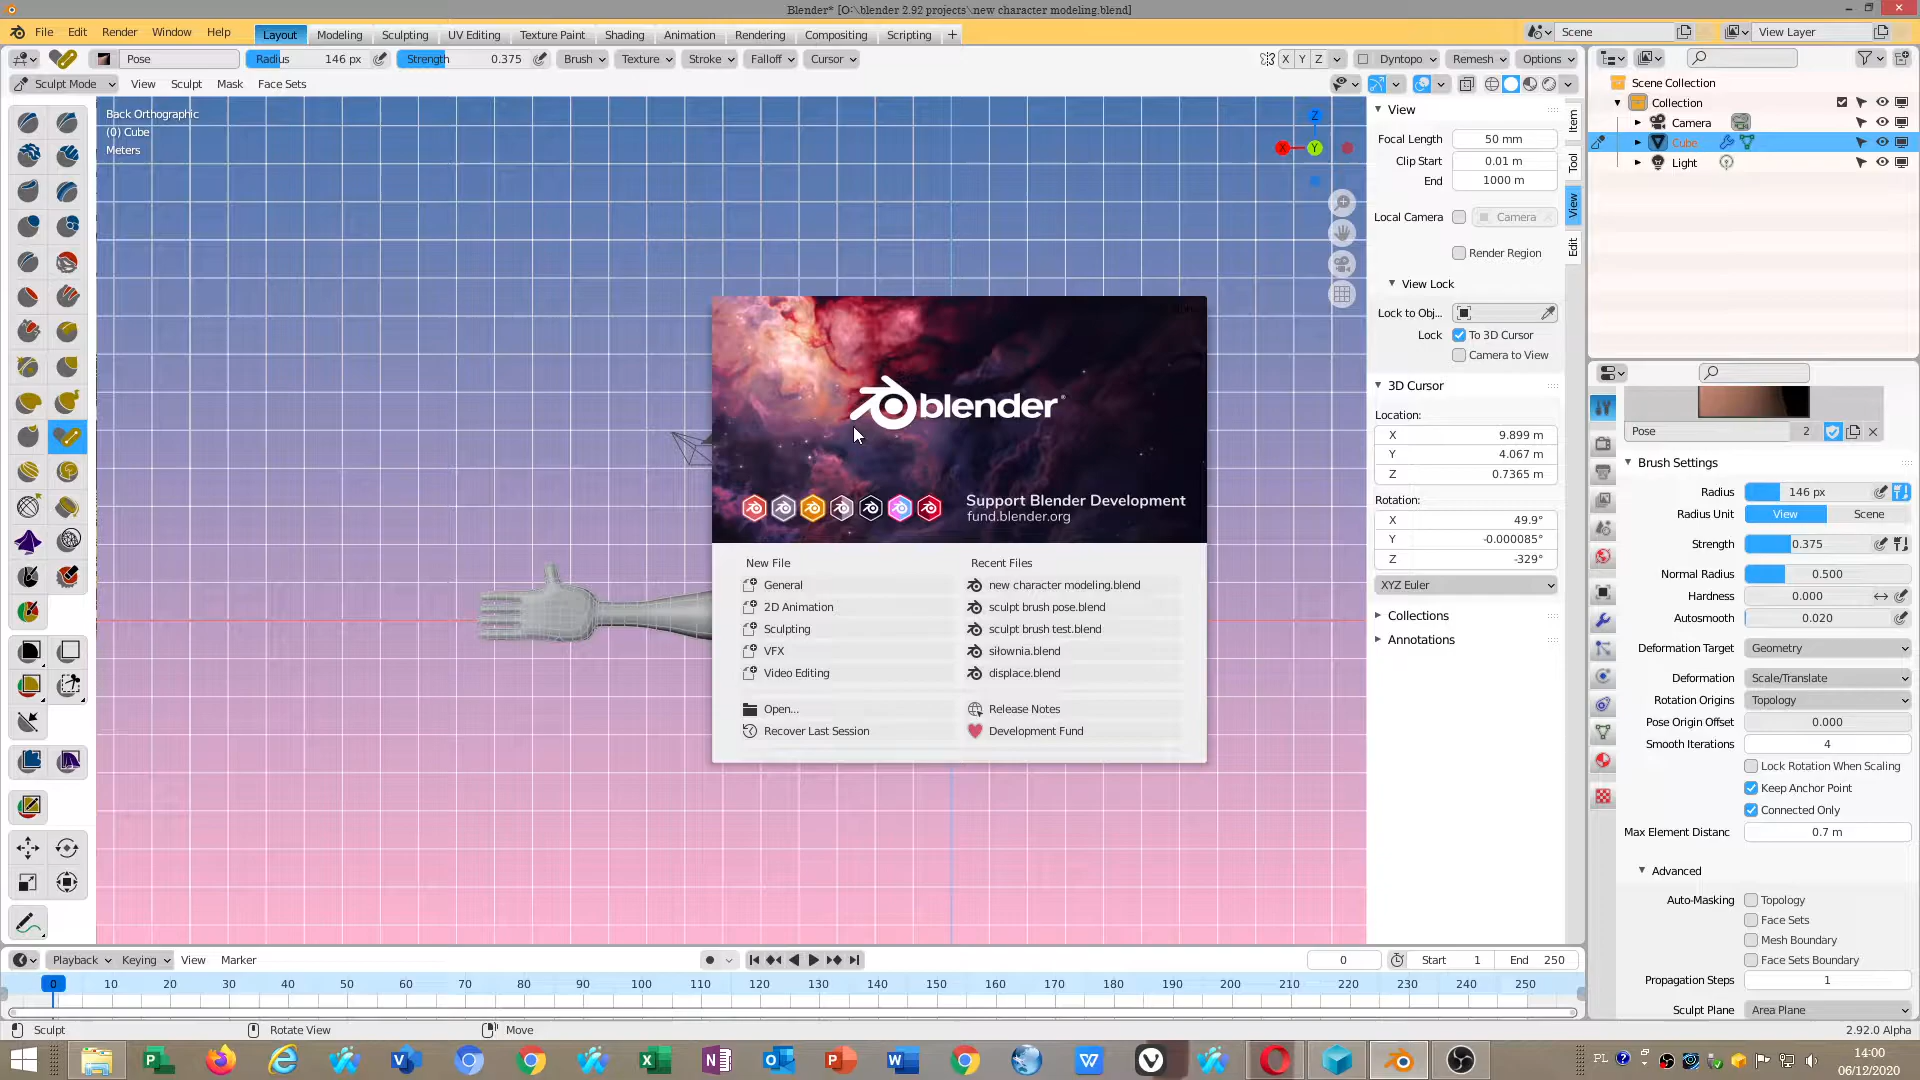 Blender* [O:\blender 2.92 projects\new character modeling.blend]
File Edit Render Window Help Layout Modeling Sculpting UV Editing Texture Paint Shading Animation Rendering Compositing Scripting + Scene View Layer
Pose Radius 146 px Strength 0.375 Brush Texture Stroke Falloff Cursor X Y Z Dyntopo Remesh Options
Sculpt Mode View Sculpt Mask Face Sets
Back Orthographic
(0) Cube
Meters
Z
X Y
View
Focal Length 50 mm
Clip Start 0.01 m
End 1000 m
Local Camera Camera
Render Region
View Lock
Lock to Obj...
Lock To 3D Cursor
Camera to View
3D Cursor
Location:
X 9.899 m
Y 4.067 m
Z 0.7365 m
Rotation:
X 49.9°
Y -0.000085°
Z -329°
XYZ Euler
Collections
Annotations
Item
Tool
View
Edit
Scene Collection
Collection
Camera
Cube
Light
Pose 2
Brush Settings
Radius 146 px
Radius Unit View Scene
Strength 0.375
Normal Radius 0.500
Hardness 0.000
Autosmooth 0.020
Deformation Target Geometry
Deformation Scale/Translate
Rotation Origins Topology
Pose Origin Offset 0.000
Smooth Iterations 4
Lock Rotation When Scaling
Keep Anchor Point
Connected Only
Max Element Distanc 0.7 m
Advanced
Auto-Masking Topology
Face Sets
Mesh Boundary
Face Sets Boundary
Propagation Steps 1
Sculpt Plane Area Plane
blender®
Support Blender Development
fund.blender.org
New File
General
2D Animation
Sculpting
VFX
Video Editing
Open...
Recover Last Session
Recent Files
new character modeling.blend
sculpt brush pose.blend
sculpt brush test.blend
siłownia.blend
displace.blend
Release Notes
Development Fund
Playback Keying View Marker 0 Start 1 End 250
0 10 20 30 40 50 60 70 80 90 100 110 120 130 140 150 160 170 180 190 200 210 220 230 240 250
Sculpt Rotate View Move 2.92.0 Alpha
PL
14:00
06/12/2020